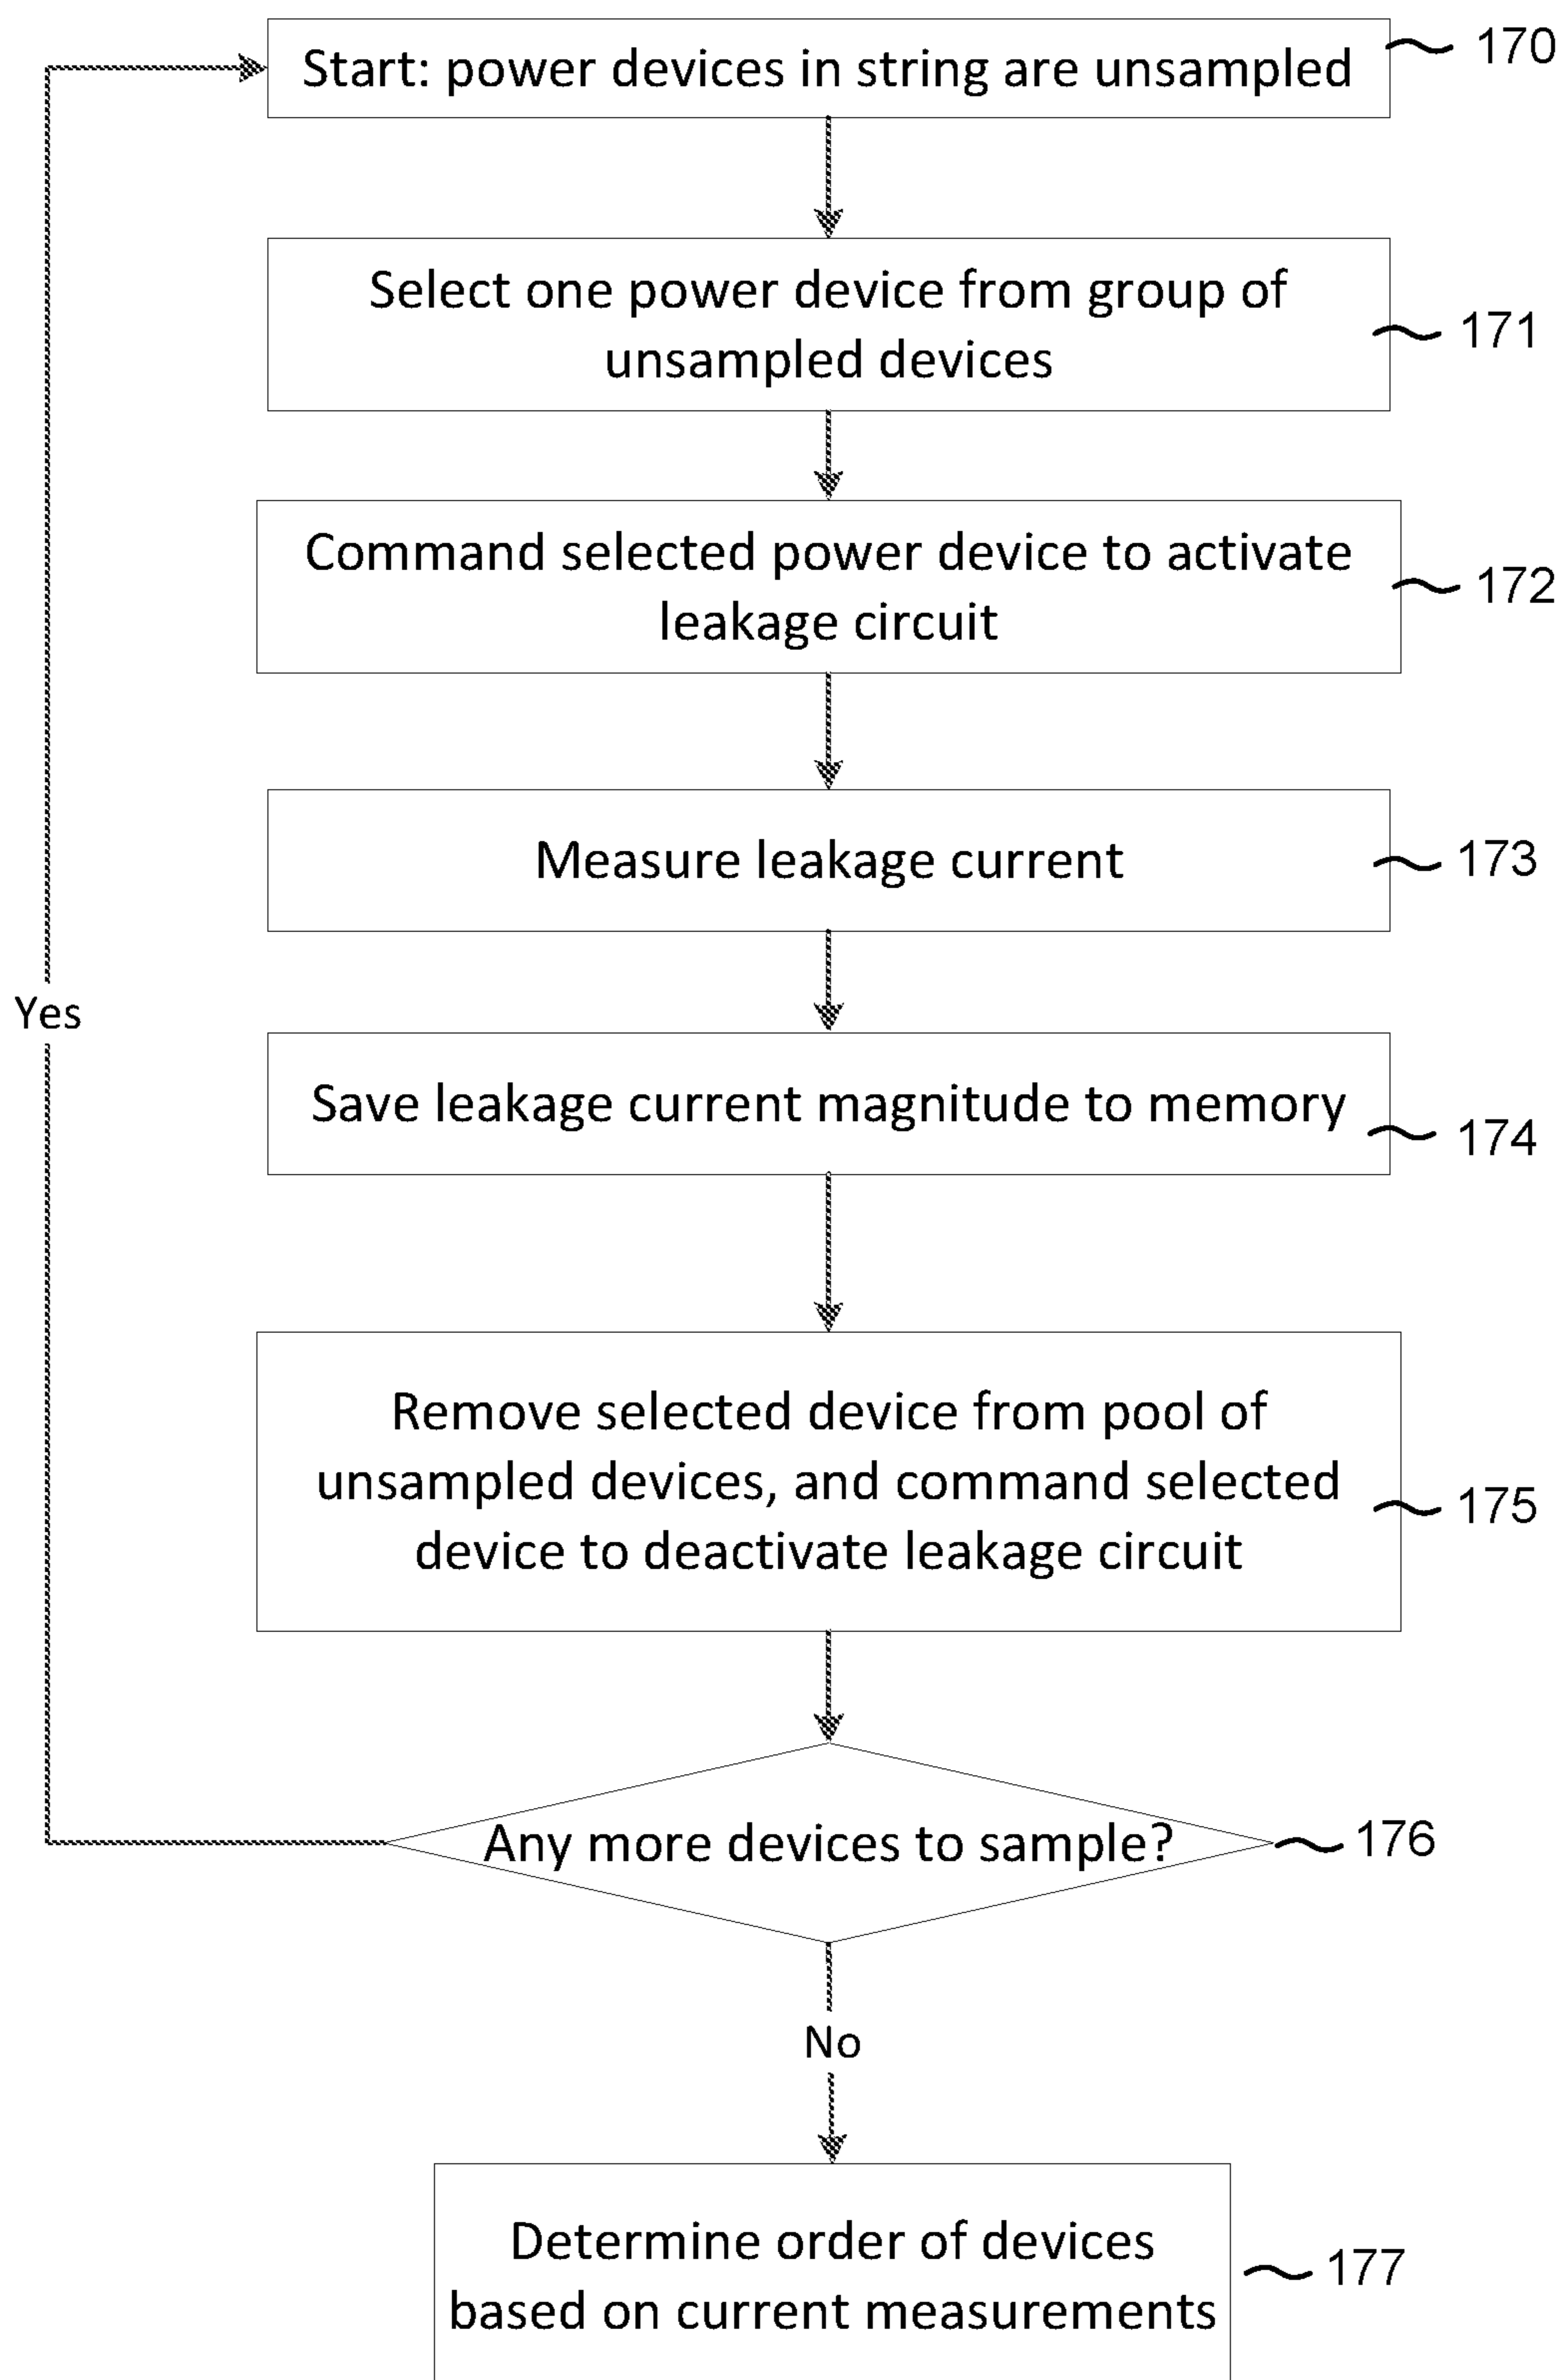 Start: power devices in string are unsampled
170
Select one power device from group of
unsampled devices
171
Command selected power device to activate
leakage circuit
172
Measure leakage current
173
Yes
Save leakage current magnitude to memory
174
Remove selected device from pool of
unsampled devices, and command selected
device to deactivate leakage circuit
175
Any more devices to sample?
176
No
Determine order of devices
based on current measurements
177